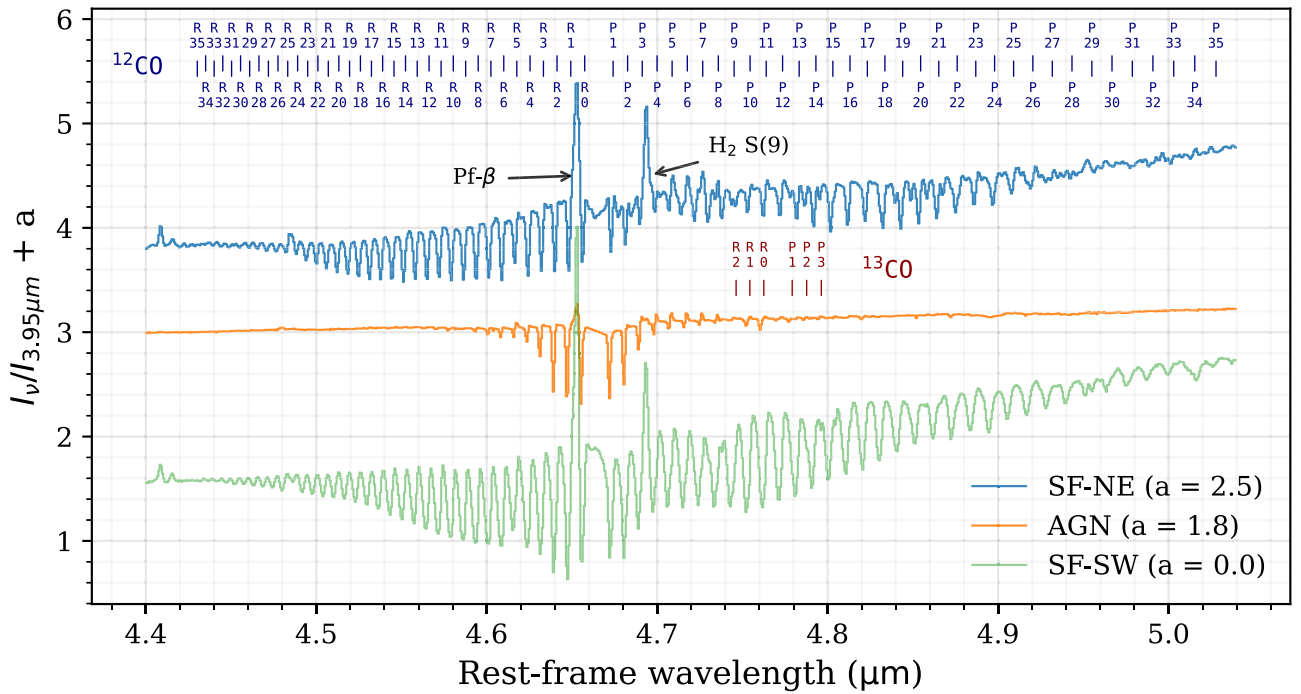 6
5
4
3
2
1
I_ν/I_{3.95μm} + a
¹²CO
R R R R R R R R R R R R R R R R R R P P P P P P P P P P P P P P P P P P
35 33 31 29 27 25 23 21 19 17 15 13 11 9 7 5 3 1 1 3 5 7 9 11 13 15 17 19 21 23 25 27 29 31 33 35
R R R R R R R R R R R R R R R R R R P P P P P P P P P P P P P P P P P
34 32 30 28 26 24 22 20 18 16 14 12 10 8 6 4 2 0 2 4 6 8 10 12 14 16 18 20 22 24 26 28 30 32 34
H₂ S(9)
Pf-β
R R R P P P
2 1 0 1 2 3
¹³CO
SF-NE (a = 2.5)
AGN (a = 1.8)
SF-SW (a = 0.0)
4.4 4.5 4.6 4.7 4.8 4.9 5.0
Rest-frame wavelength (μm)